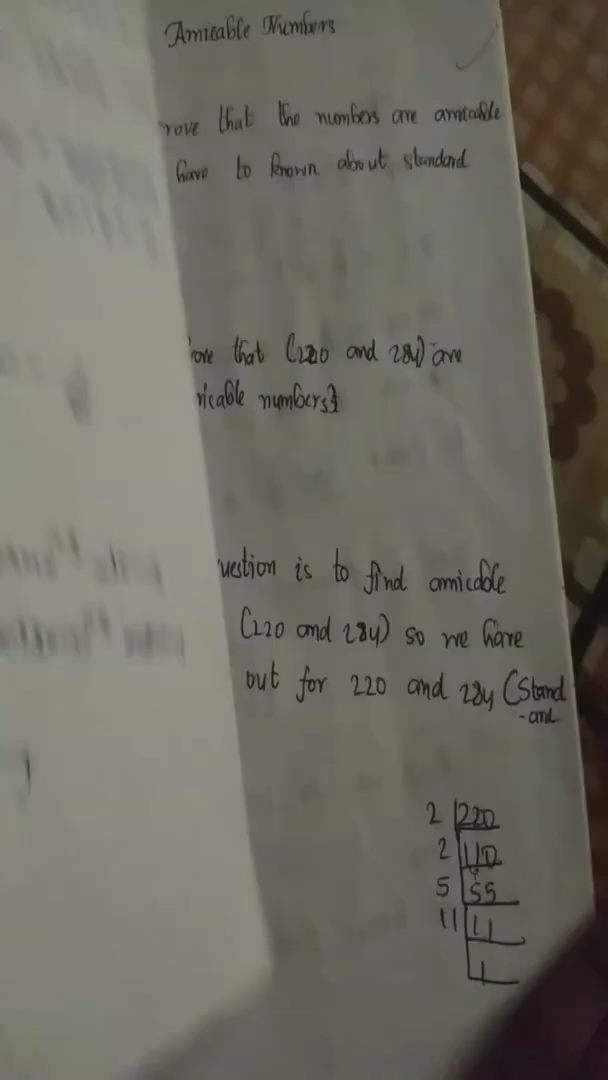 Amicable Numbers
rove that the numbers are amicable
have to known about standard
ove that (220 and 284) are
icable numbers}
uestion is to find amicable
(220 and 284) so we have
out for 220 and 284 (Stand
-ard
2 220
2 110
5 55
11 11
1